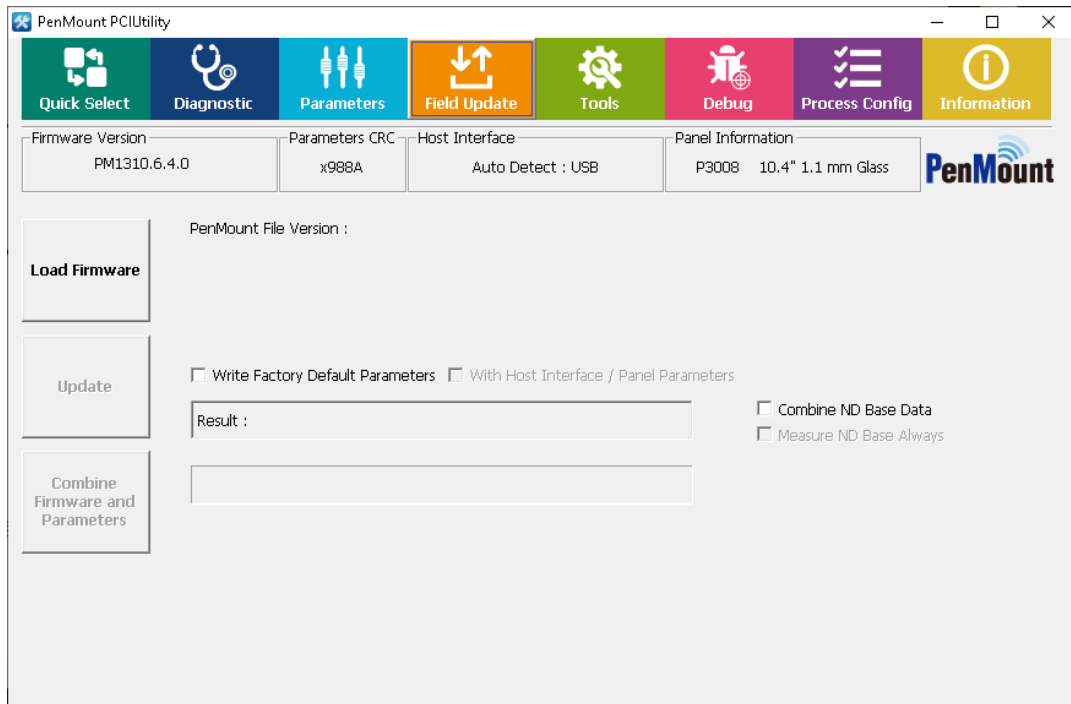 PenMount PCIUtility
Quick Select
Diagnostic
Parameters
Field Update
Tools
Debug
Process Config
Information
Firmware Version
PM1310.6.4.0
Parameters CRC
x988A
Host Interface
Auto Detect : USB
Panel Information
P3008 10.4" 1.1 mm Glass
PenMount
Load Firmware
PenMount File Version :
Update
Write Factory Default Parameters
With Host Interface / Panel Parameters
Result :
Combine ND Base Data
Measure ND Base Always
Combine
Firmware and
Parameters